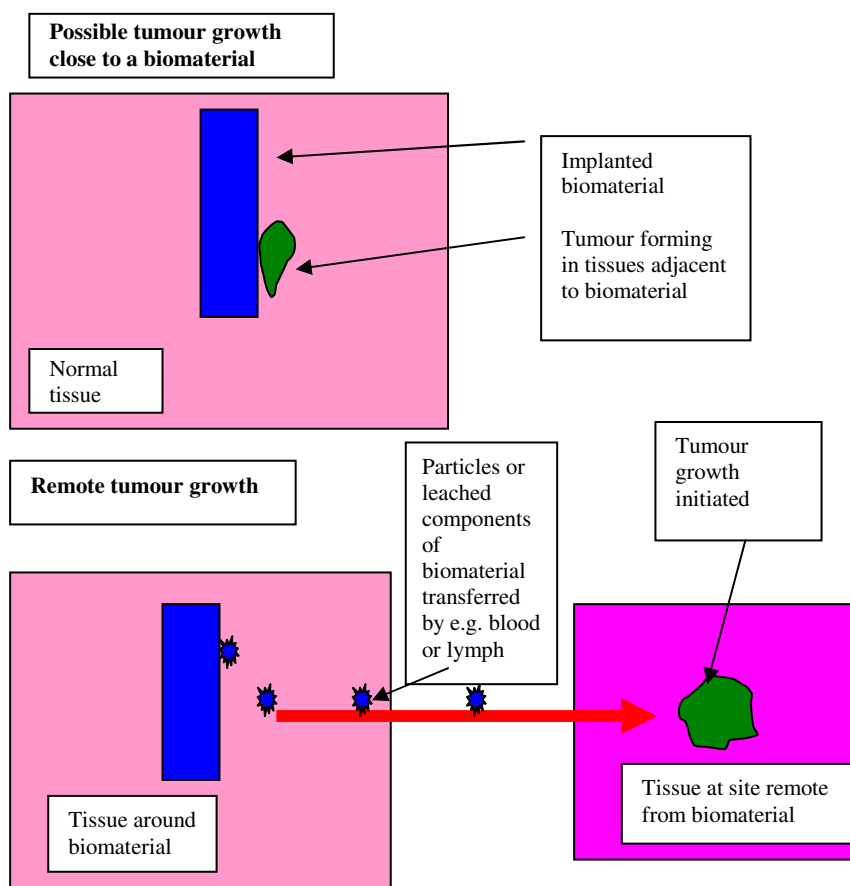 Possible tumour growth
close to a biomaterial
Implanted
biomaterial
Tumour forming
in tissues adjacent
to biomaterial
Normal
tissue
Remote tumour growth
Particles or
leached
components
of
biomaterial
transferred
by e.g. blood
or lymph
Tumour
growth
initiated
Tissue around
biomaterial
Tissue at site remote
from biomaterial